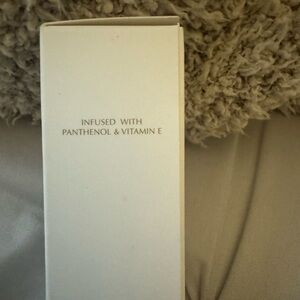 INFUSED WITH
PANTHENOL & VITAMIN E